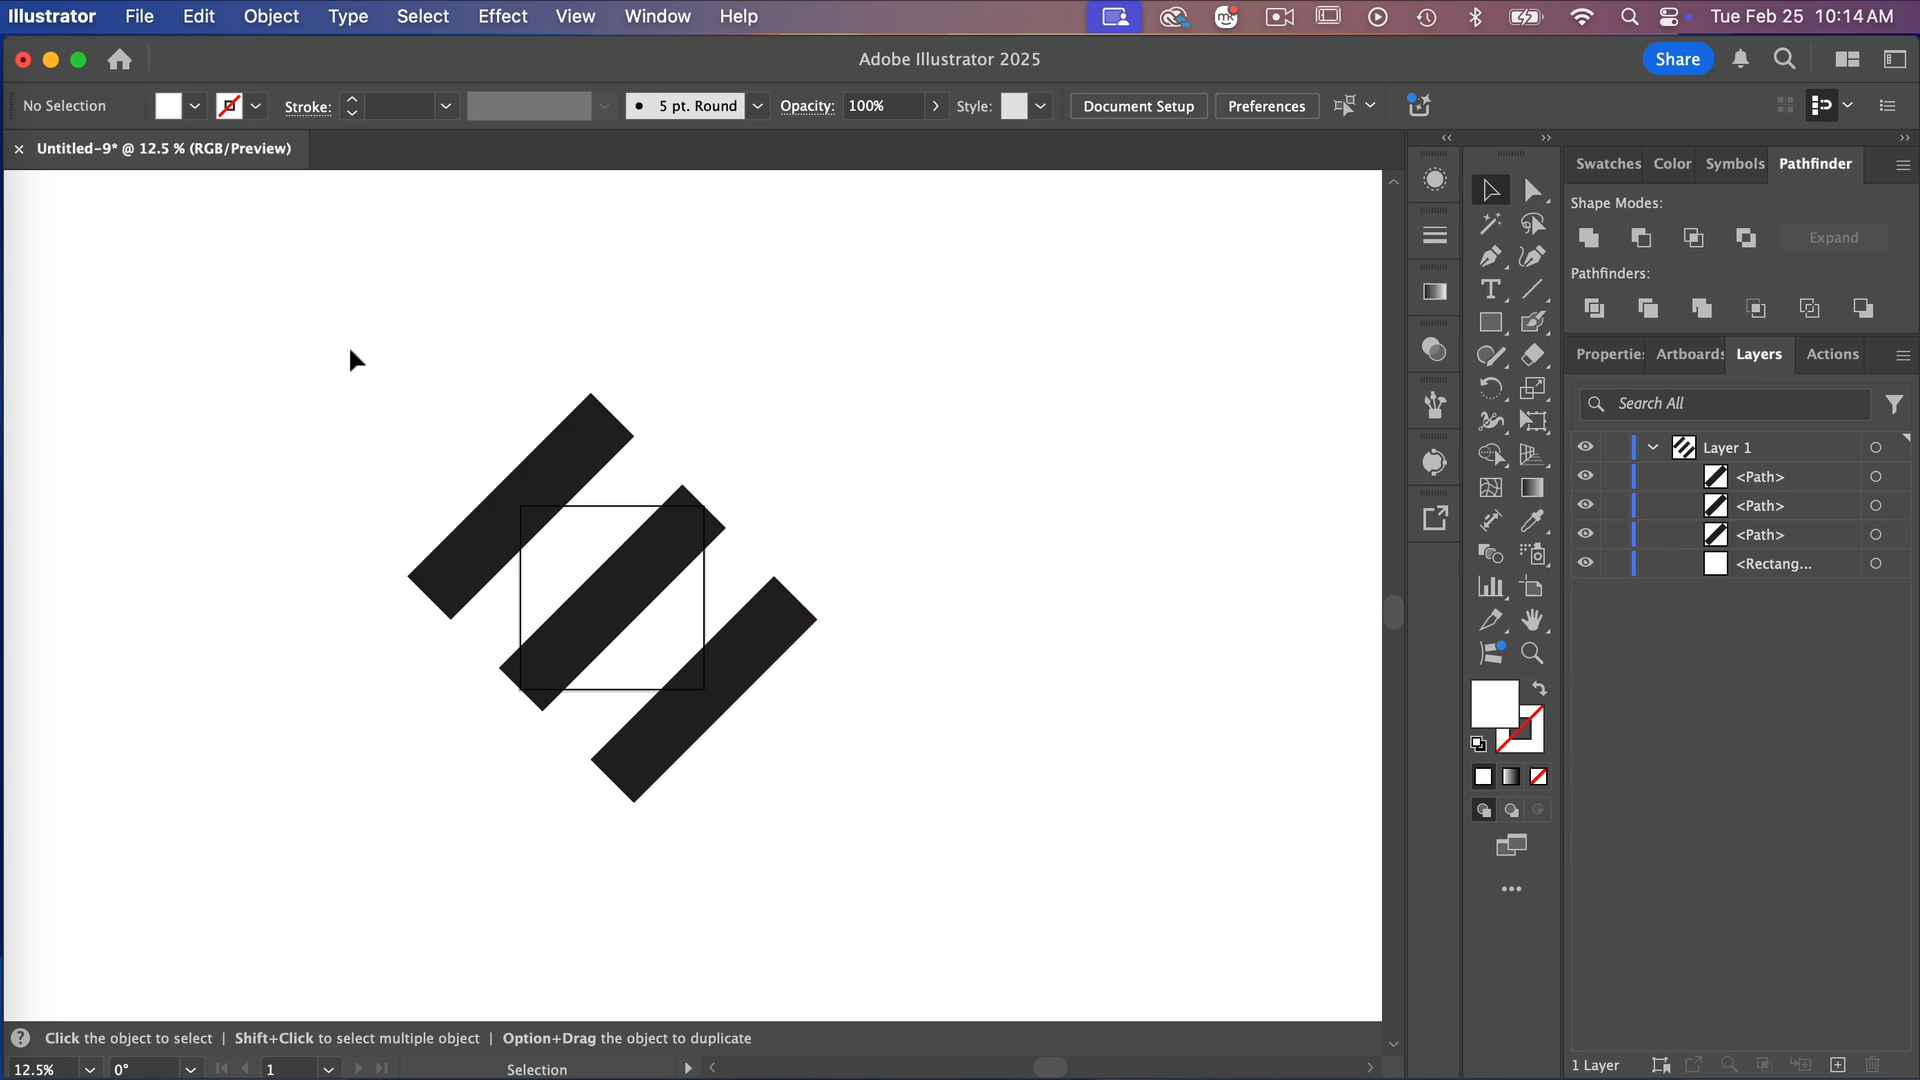 Illustrator File Edit Object Type Select Effect View Window Help Tue Feb 25 10:14 AM
Adobe Illustrator 2025 Share
No Selection Stroke: 5 pt. Round Opacity: 100% Style: Document Setup Preferences
× Untitled-9* @ 12.5 % (RGB/Preview)
Swatches Color Symbols Pathfinder
Shape Modes:
Expand
Pathfinders:
Properties Artboards Layers Actions
Search All
Layer 1
<Path>
<Path>
<Path>
<Rectang...
Click the object to select | Shift+Click to select multiple object | Option+Drag the object to duplicate
12.5% 0° 1 Selection
1 Layer